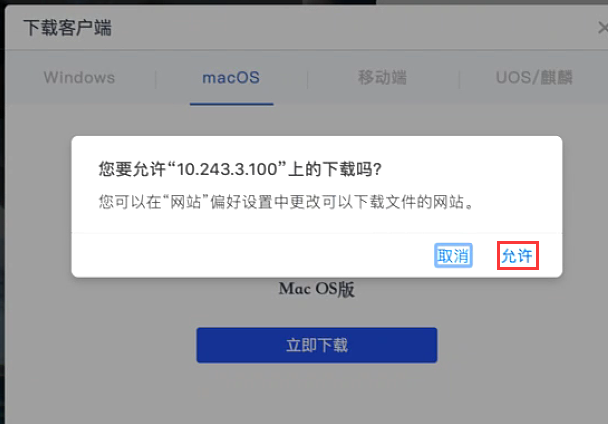 下载客户端
Windows
macOS
移动端
UOS/麒麟
您要允许“10.243.3.100”上的下载吗?
您可以在“网站”偏好设置中更改可以下载文件的网站。
取消
允许
Mac OS版
立即下载